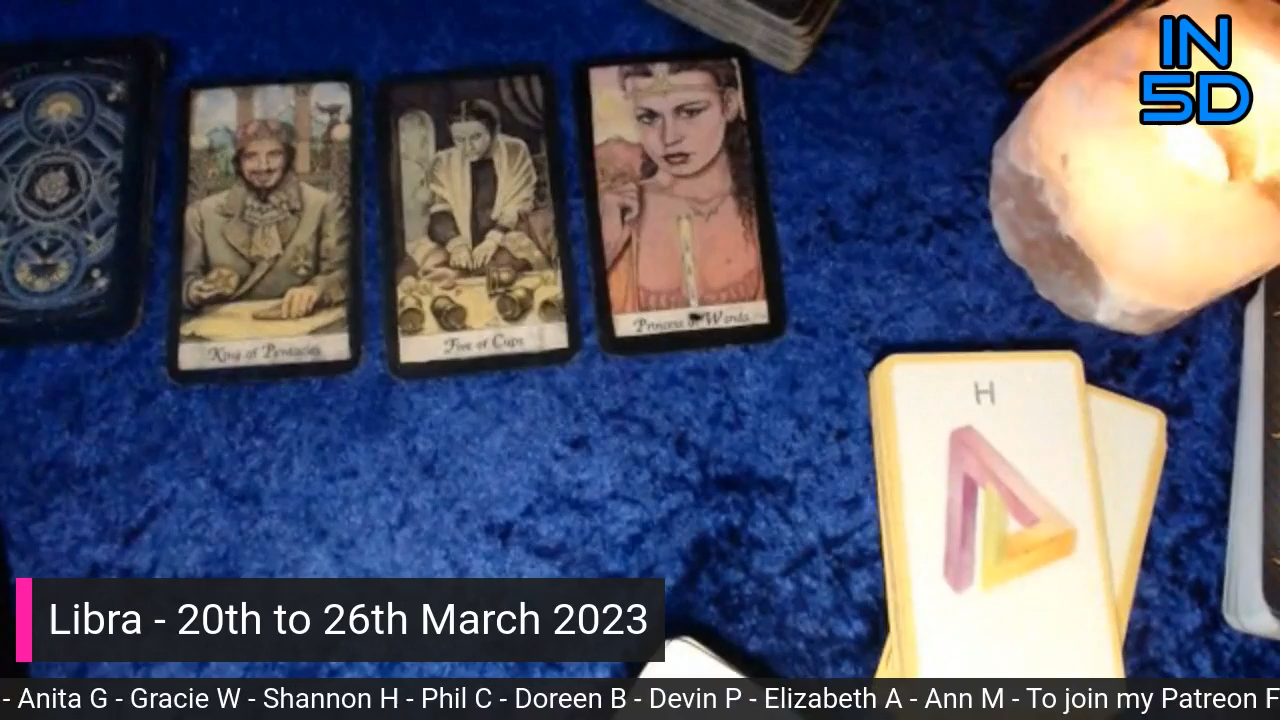 IN
5D
King of Pentacles
Five of Cups
Princess of Wands
H
Libra - 20th to 26th March 2023
- Anita G - Gracie W - Shannon H - Phil C - Doreen B - Devin P - Elizabeth A - Ann M - To join my Patreon F